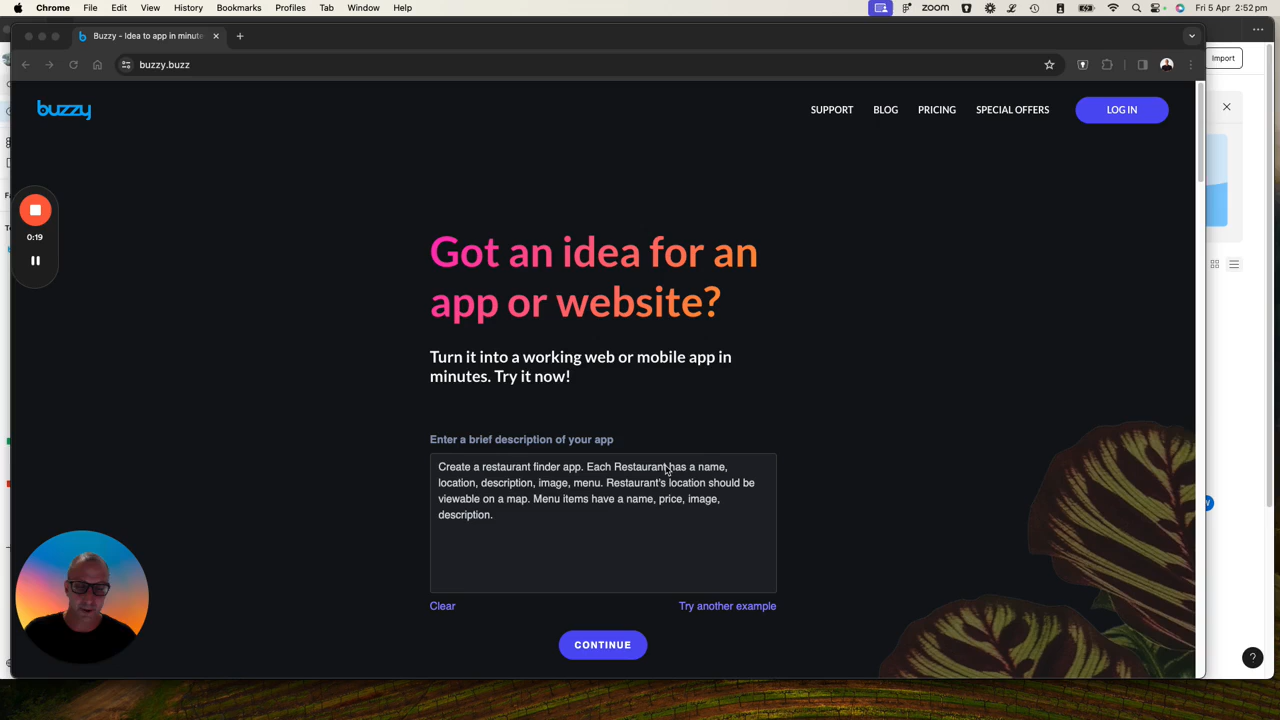 Chrome File Edit View History Bookmarks Profiles Tab Window Help zoom Fri 5 Apr 2:52 pm
Buzzy - Idea to app in minute
buzzy.buzz
Import
buzzy SUPPORT BLOG PRICING SPECIAL OFFERS LOG IN
0:19
Got an idea for an
app or website?
Turn it into a working web or mobile app in
minutes. Try it now!
Enter a brief description of your app
Create a restaurant finder app. Each Restaurant has a name,
location, description, image, menu. Restaurant's location should be
viewable on a map. Menu items have a name, price, image,
description.
Clear Try another example
CONTINUE
?